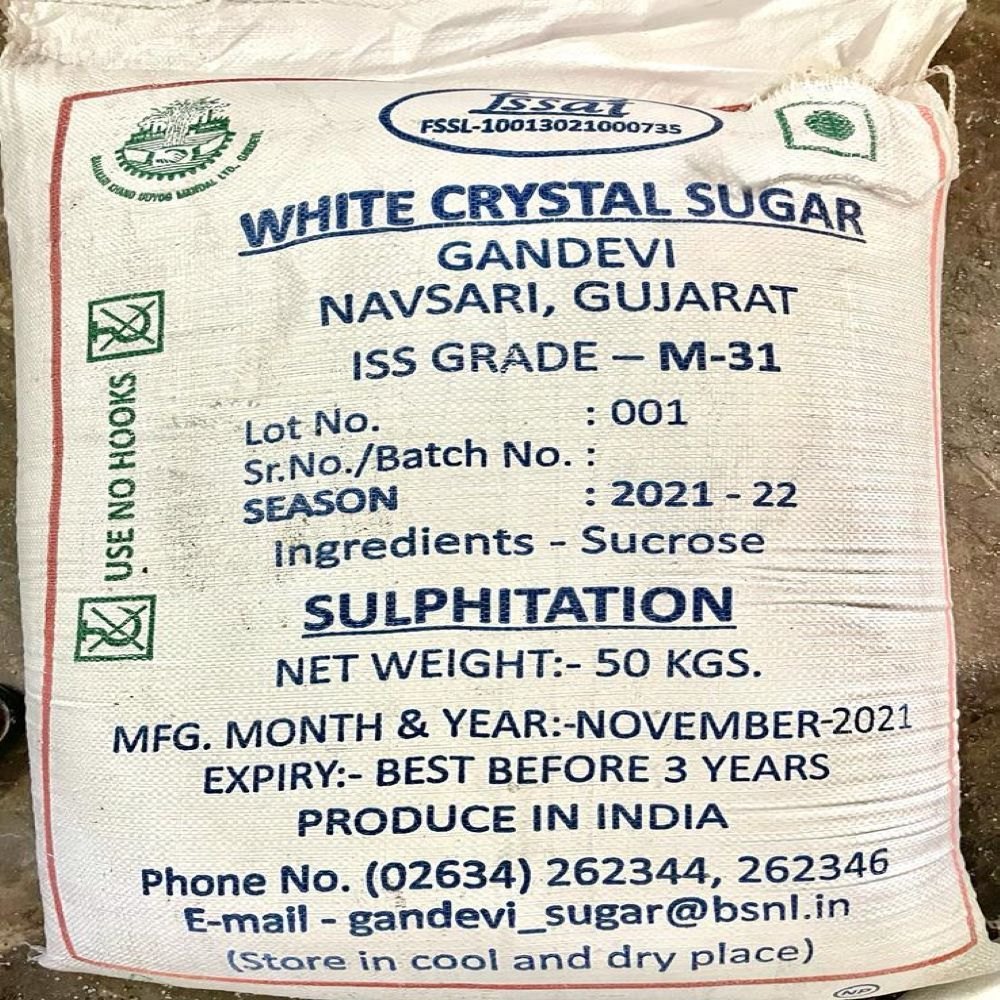 fssai
FSSL-10013021000735
WHITE CRYSTAL SUGAR
GANDEVI
NAVSARI, GUJARAT
ISS GRADE – M-31
Lot No. : 001
Sr.No./Batch No. :
SEASON : 2021 - 22
Ingredients - Sucrose
SULPHITATION
NET WEIGHT:- 50 KGS.
MFG. MONTH & YEAR:-NOVEMBER-2021
EXPIRY:- BEST BEFORE 3 YEARS
PRODUCE IN INDIA
Phone No. (02634) 262344, 262346
E-mail - gandevi_sugar@bsnl.in
(Store in cool and dry place)
USE NO HOOKS